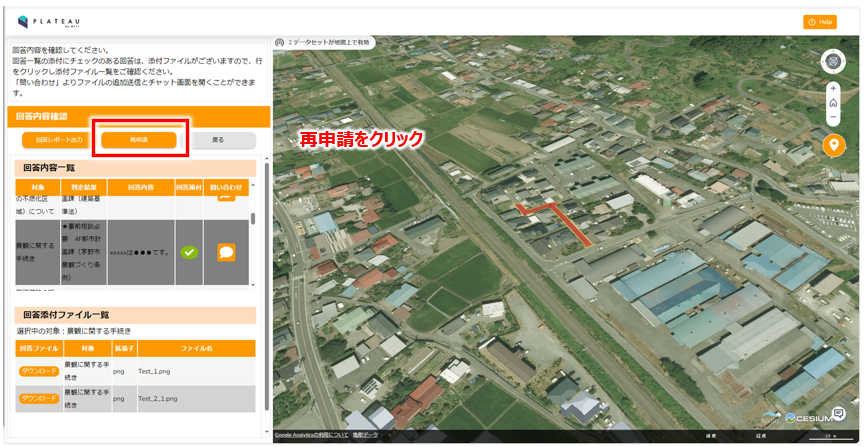 PLATEAU
by MLIT
Help
回答内容を確認してください。
回答一覧の添付にチェックのある回答は、添付ファイルがございますので、行
をクリックし添付ファイル一覧をご確認ください。
「問い合わせ」よりファイルの追加送信とチャット画面を開くことができま
す。
2 データセットが地図上で有効
回答内容確認
回答レポート出力
再申請
戻る
再申請をクリック
回答内容一覧
対象 判定結果 回答内容 回答添付 問い合わせ
の不燃化区
域）について
画課（建築基
準法）
景観に関する
手続き
★事前相談必
要 4F都市計
画課（茅野市
景観づくり条
例）
xxxxxは●●●です。
回答添付ファイル一覧
選択中の対象：景観に関する手続き
回答ファイル 対象 拡張子 ファイル名
ダウンロード 景観に関する手
続き png Test_1.png
ダウンロード 景観に関する手
続き png Test_2_1.png
Google Analyticsの利用について 地形データ
CESIUM
緯度 経度